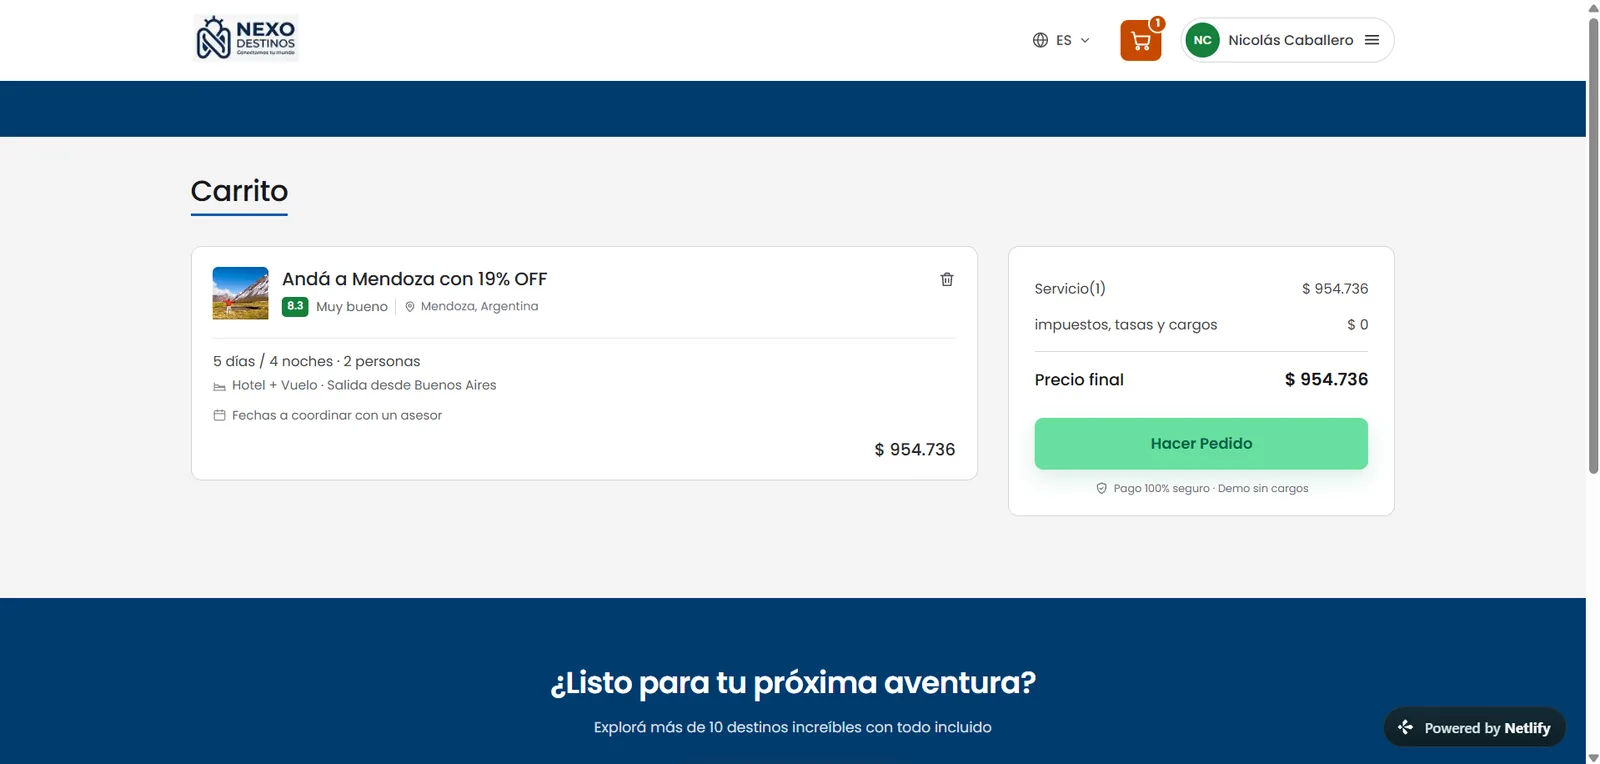 NEXO
DESTINOS
Conectamos tu mundo
ES
1
NC
Nicolás Caballero
Carrito
Andá a Mendoza con 19% OFF
8.3 Muy bueno
Mendoza, Argentina
5 días / 4 noches · 2 personas
Hotel + Vuelo · Salida desde Buenos Aires
Fechas a coordinar con un asesor
$ 954.736
Servicio(1) $ 954.736
impuestos, tasas y cargos $ 0
Precio final $ 954.736
Hacer Pedido
Pago 100% seguro · Demo sin cargos
¿Listo para tu próxima aventura?
Explorá más de 10 destinos increíbles con todo incluido
Powered by Netlify